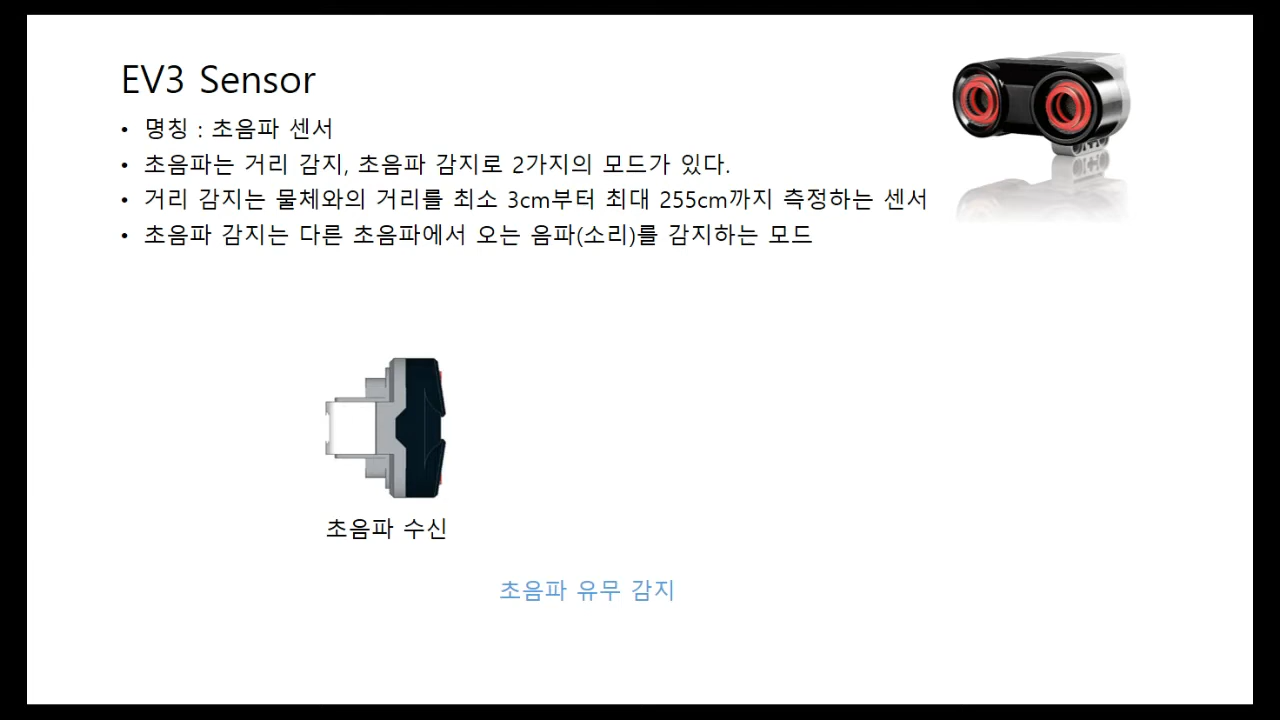 EV3 Sensor
• 명칭 : 초음파 센서
• 초음파는 거리 감지, 초음파 감지로 2가지의 모드가 있다.
• 거리 감지는 물체와의 거리를 최소 3cm부터 최대 255cm까지 측정하는 센서
• 초음파 감지는 다른 초음파에서 오는 음파(소리)를 감지하는 모드
초음파 수신
초음파 유무 감지